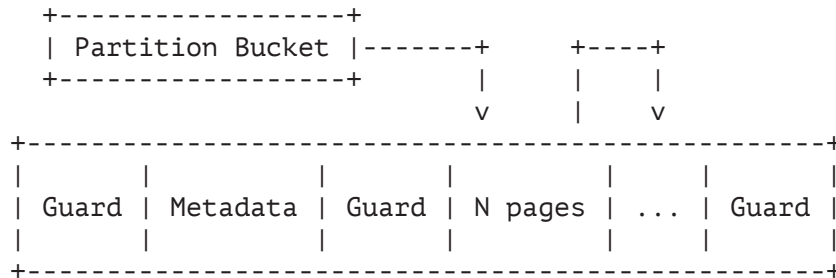 Partition Bucket
Guard | Metadata | Guard | N pages | ... | Guard